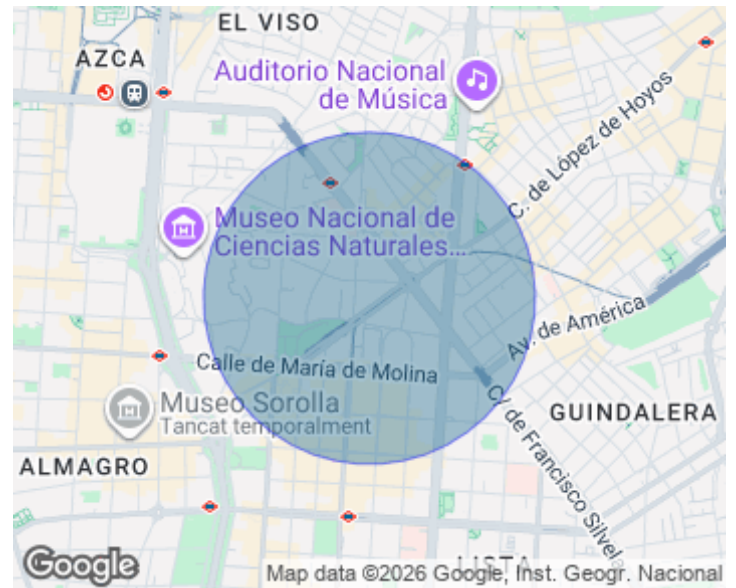 EL VISO
AZCA
Auditorio Nacional
de Música
C. de López de Hoyos
Museo Nacional de
Ciencias Naturales....
Av. de América
Calle de María de Molina
Museo Sorolla
Tancat temporalment
C/ de Francisco Silvela
GUINDALERA
ALMAGRO
LISTA
Google
Map data ©2026 Google, Inst. Geogr. Nacional